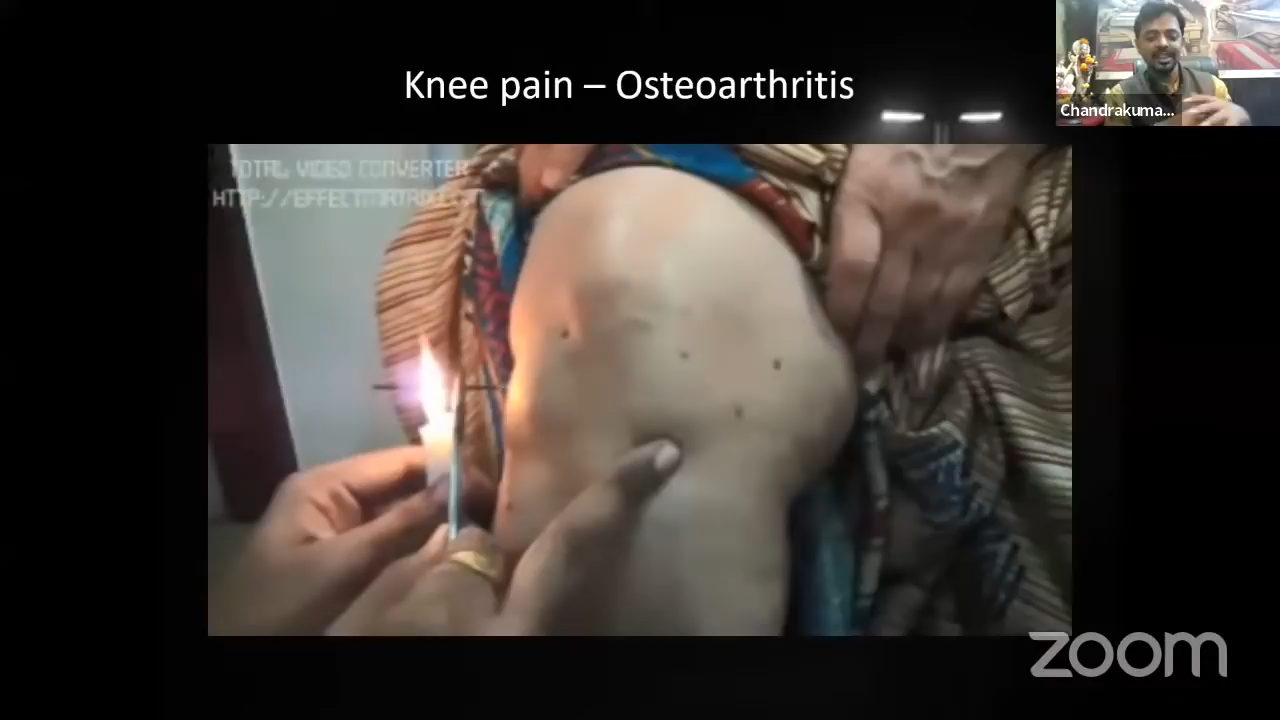 Knee pain – Osteoarthritis
Chandrakuma...
TOTAL VIDEO CONVERTER
zoom